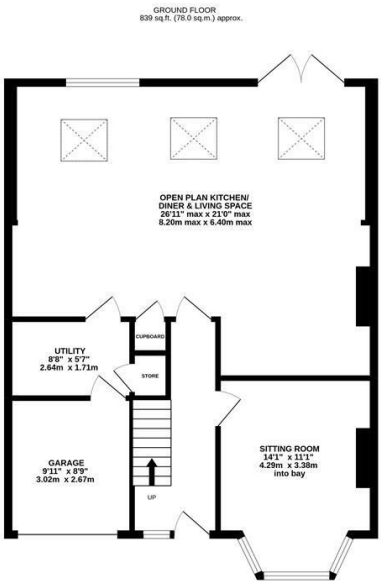 GROUND FLOOR
839 sq.ft. (78.0 sq.m.) approx.
OPEN PLAN KITCHEN/
DINER & LIVING SPACE
26'11" max x 21'0" max
8.20m max x 6.40m max
CUPBOARD
UTILITY
8'8" x 5'7"
2.64m x 1.71m
STORE
GARAGE
9'11" x 8'9"
3.02m x 2.67m
SITTING ROOM
14'1" x 11'1"
4.29m x 3.38m
into bay
UP